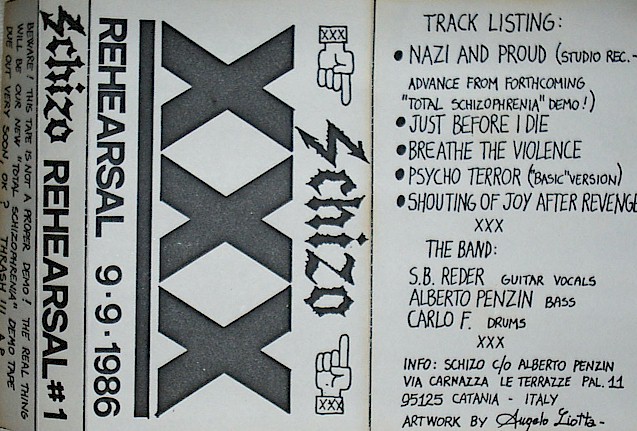 BEWARE! THIS TAPE IS NOT A PROPER DEMO! THE REAL THING
WILL BE OUR NEW "TOTAL SCHIZOPHRENIA" DEMO TAPE
DUE OUT VERY SOON, OK? THRASH!!!
Schizo REHEARSAL #1
REHEARSAL 9·9·1986
XXX
XXX
Schizo
XXX
TRACK LISTING:
● NAZI AND PROUD (STUDIO REC.-
ADVANCE FROM FORTHCOMING
"TOTAL SCHIZOPHRENIA" DEMO!)
● JUST BEFORE I DIE
● BREATHE THE VIOLENCE
● PSYCHO TERROR ("BASIC" VERSION)
● SHOUTING OF JOY AFTER REVENGE
XXX
THE BAND:
S.B. REDER GUITAR VOCALS
ALBERTO PENZIN BASS
CARLO F. DRUMS
XXX
INFO: SCHIZO C/O ALBERTO PENZIN
VIA CARNAZZA LE TERRAZZE PAL. 11
95125 CATANIA - ITALY
ARTWORK BY Angelo Liotta -